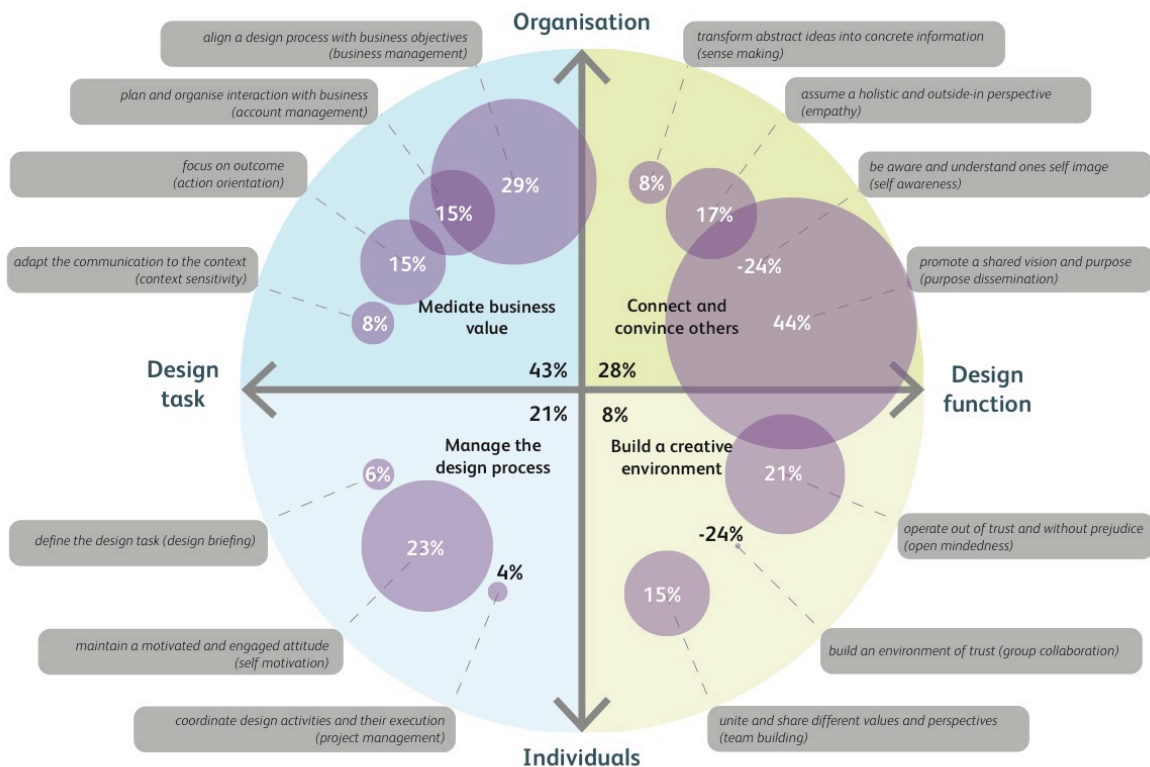 Organisation
align a design process with business objectives
(business management)
plan and organise interaction with business
(account management)
focus on outcome
(action orientation)
adapt the communication to the context
(context sensitivity)
transform abstract ideas into concrete information
(sense making)
assume a holistic and outside-in perspective
(empathy)
be aware and understand ones self image
(self awareness)
promote a shared vision and purpose
(purpose dissemination)
29%
15%
15%
8%
8%
17%
-24%
44%
Mediate business
value
Connect and
convince others
43%
28%
Design
task
Design
function
21%
8%
Manage the
design process
Build a creative
environment
6%
23%
4%
21%
-24%
15%
define the design task (design briefing)
maintain a motivated and engaged attitude
(self motivation)
coordinate design activities and their execution
(project management)
operate out of trust and without prejudice
(open mindedness)
build an environment of trust (group collaboration)
unite and share different values and perspectives
(team building)
Individuals